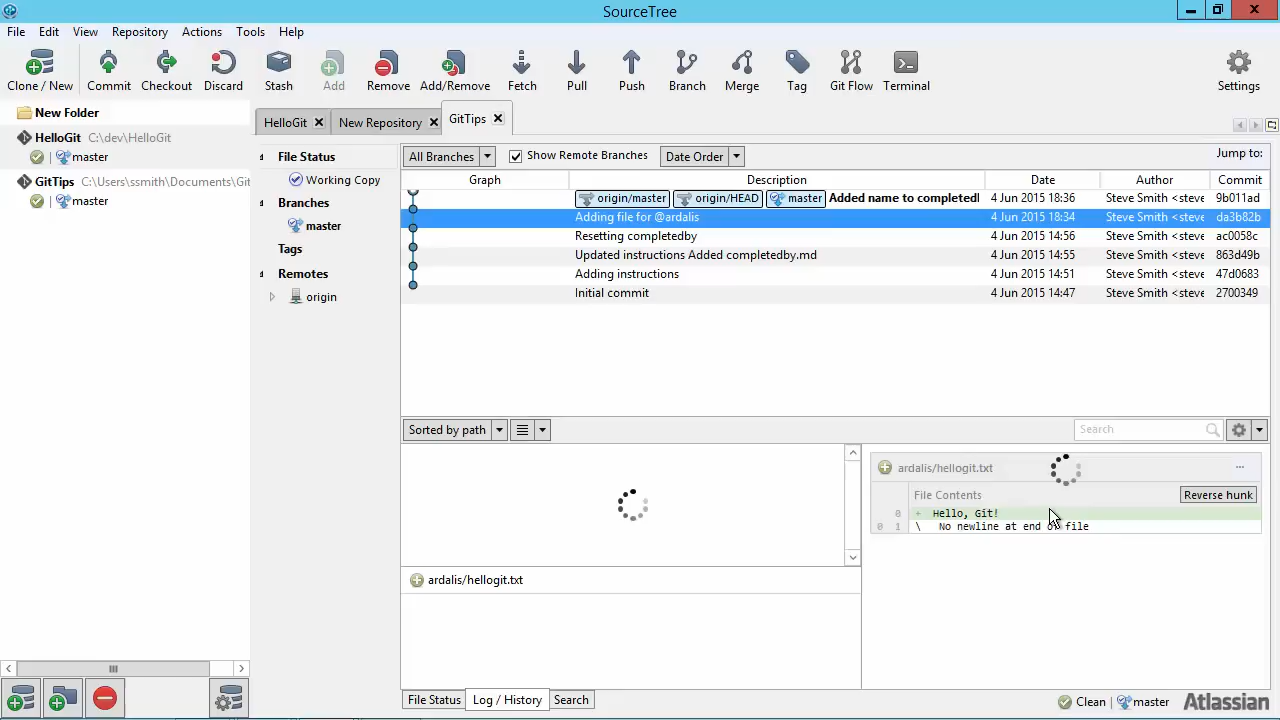 SourceTree
File Edit View Repository Actions Tools Help
Clone / New Commit Checkout Discard Stash Add Remove Add/Remove Fetch Pull Push Branch Merge Tag Git Flow Terminal Settings
New Folder
HelloGit C:\dev\HelloGit
master
GitTips C:\Users\ssmith\Documents\Git
master
HelloGit New Repository GitTips
File Status
Working Copy
Branches
master
Tags
Remotes
origin
All Branches Show Remote Branches Date Order Jump to:
Graph Description Date Author Commit
origin/master origin/HEAD master Added name to completedl 4 Jun 2015 18:36 Steve Smith <steve 9b011ad
Adding file for @ardalis 4 Jun 2015 18:34 Steve Smith <steve da3b82b
Resetting completedby 4 Jun 2015 14:56 Steve Smith <steve ac0058c
Updated instructions Added completedby.md 4 Jun 2015 14:55 Steve Smith <steve 863d49b
Adding instructions 4 Jun 2015 14:51 Steve Smith <steve 47d0683
Initial commit 4 Jun 2015 14:47 Steve Smith <steve 2700349
Sorted by path Search
ardalis/hellogit.txt
ardalis/hellogit.txt ...
File Contents Reverse hunk
0 + Hello, Git!
0 1 \ No newline at end of file
File Status Log / History Search
Clean master Atlassian